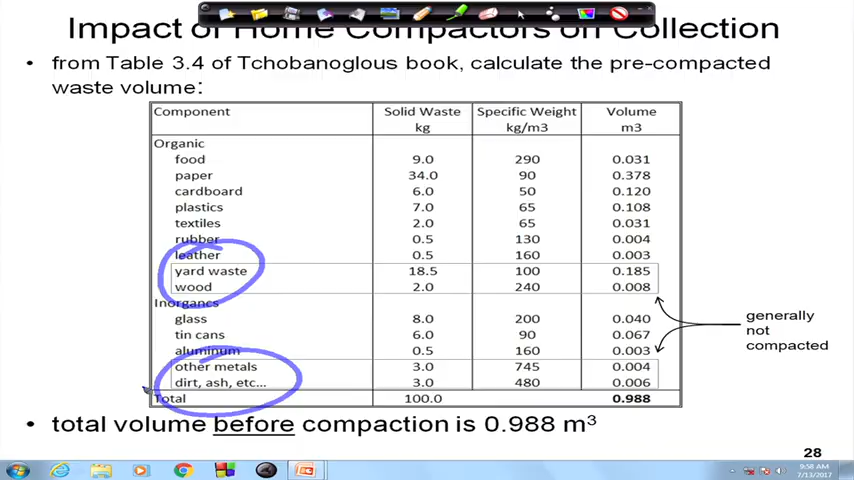 Impact of Home Compactors on Collection
• from Table 3.4 of Tchobanoglous book, calculate the pre-compacted
waste volume:
Component Solid Waste Specific Weight Volume
kg kg/m3 m3
Organic
food 9.0 290 0.031
paper 34.0 90 0.378
cardboard 6.0 50 0.120
plastics 7.0 65 0.108
textiles 2.0 65 0.031
rubber 0.5 130 0.004
leather 0.5 160 0.003
yard waste 18.5 100 0.185
wood 2.0 240 0.008
Inorgancs
glass 8.0 200 0.040
tin cans 6.0 90 0.067
aluminum 0.5 160 0.003
other metals 3.0 745 0.004
dirt, ash, etc... 3.0 480 0.006
Total 100.0 0.988
generally
not
compacted
• total volume before compaction is 0.988 m³
28
9:58 AM
7/13/2017